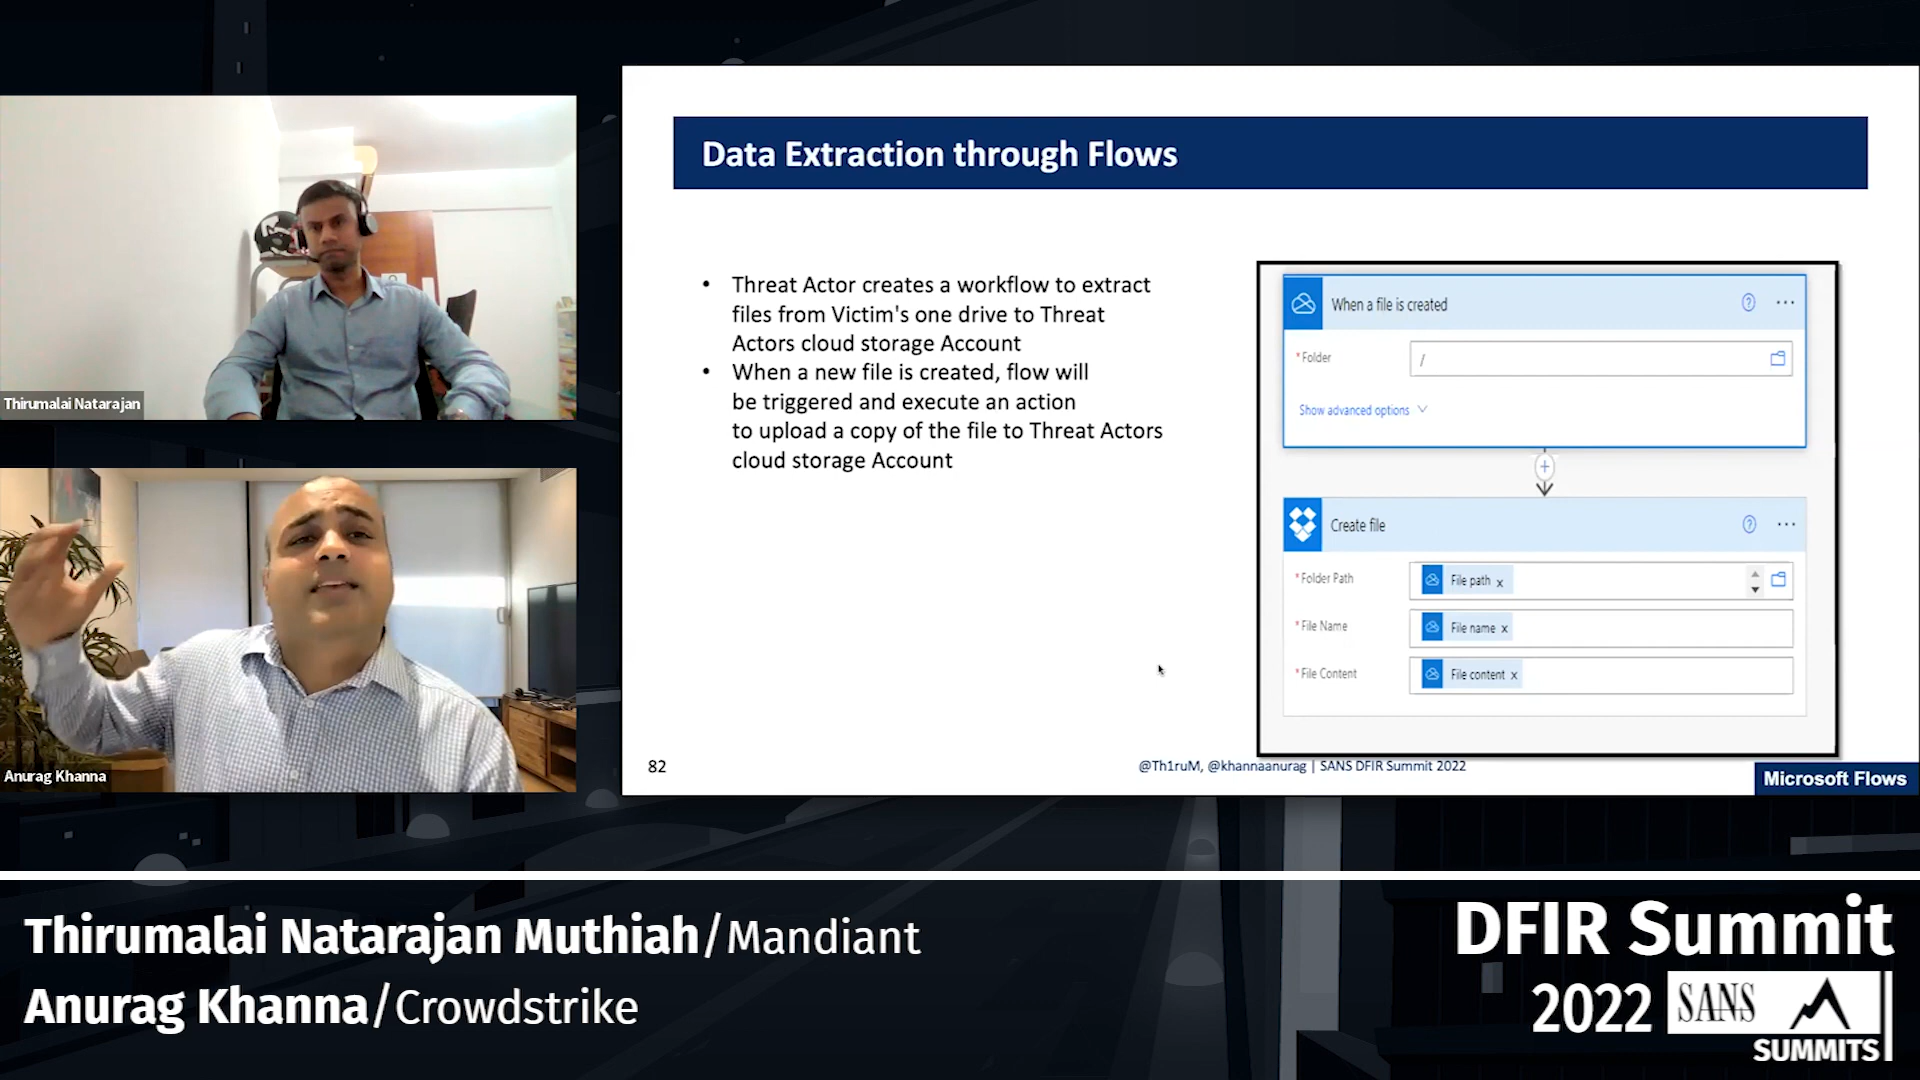 Thirumalai Natarajan
Anurag Khanna
Data Extraction through Flows
• Threat Actor creates a workflow to extract
files from Victim's one drive to Threat
Actors cloud storage Account
• When a new file is created, flow will
be triggered and execute an action
to upload a copy of the file to Threat Actors
cloud storage Account
When a file is created
* Folder
/
Show advanced options
Create file
* Folder Path
File path x
* File Name
File name x
* File Content
File content x
82
@Th1ruM, @khannaanurag | SANS DFIR Summit 2022
Microsoft Flows
Thirumalai Natarajan Muthiah/Mandiant
Anurag Khanna/Crowdstrike
DFIR Summit
2022
SANS
SUMMITS